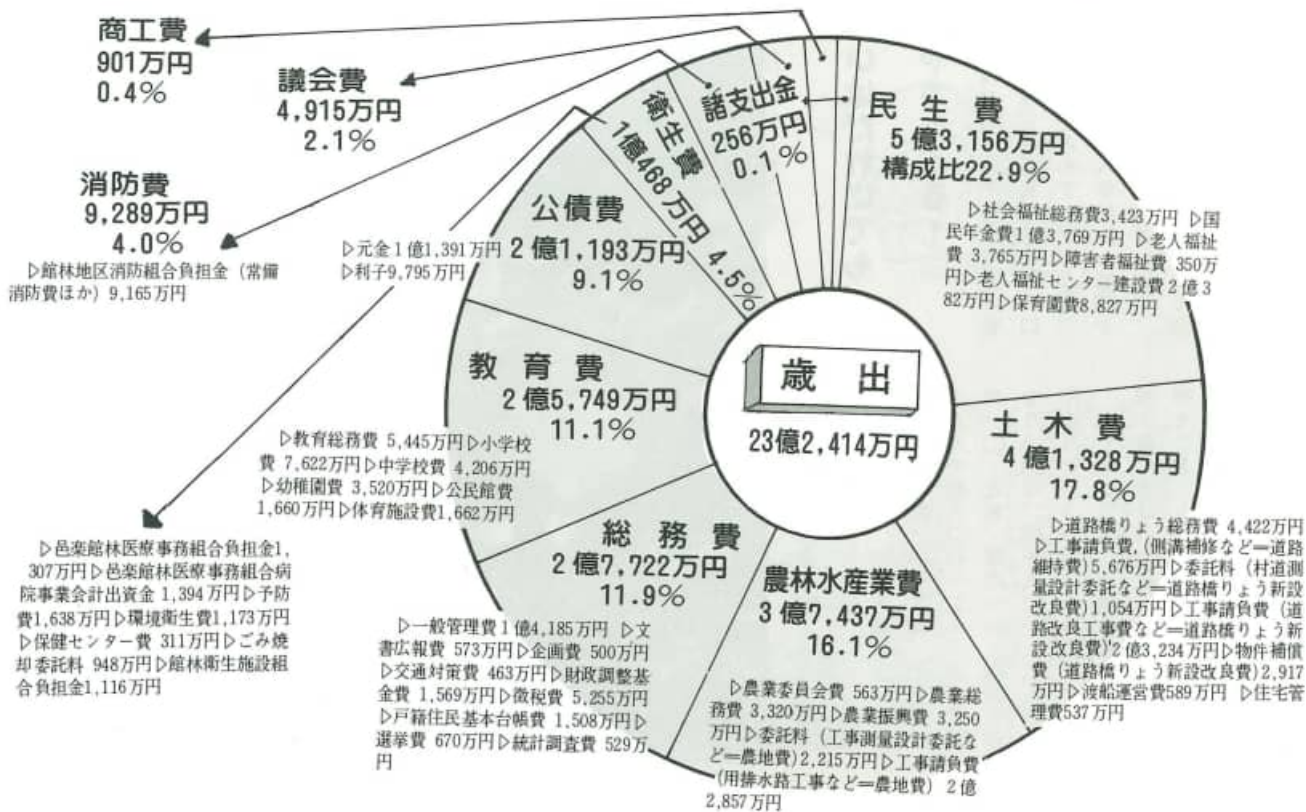 商工費
901万円
0.4%
議会費
4,915万円
2.1%
消防費
9,289万円
4.0%
▷館林地区消防組合負担金（常備
消防費ほか）9,165万円
諸支出金
256万円
0.1%
衛生費
1億468万円 4.5%
▷邑楽館林医療事務組合負担金1,
307万円▷邑楽館林医療事務組合病
院事業会計出資金 1,394万円▷予防
費1,638万円▷環境衛生費1,173万円
▷保健センター費 311万円▷ごみ焼
却委託料 948万円▷館林衛生施設組
合負担金1,116万円
公債費
2億1,193万円
9.1%
▷元金1億1,391万円
▷利子9,795万円
教育費
2億5,749万円
11.1%
▷教育総務費 5,445万円▷小学校
費 7,622万円▷中学校費 4,206万円
▷幼稚園費 3,520万円▷公民館費
1,660万円▷体育施設費1,662万円
総務費
2億7,722万円
11.9%
▷一般管理費1億4,185万円 ▷文
書広報費 573万円▷企画費 500万円
▷交通対策費 463万円▷財政調整基
金費 1,569万円▷徴税費 5,255万円
▷戸籍住民基本台帳費 1,508万円▷
選挙費 670万円▷統計調査費 529万
円
農林水産業費
3億7,437万円
16.1%
▷農業委員会費 563万円▷農業総
務費 3,320万円▷農業振興費 3,250
万円▷委託料（工事測量設計委託な
ど＝農地費）2,215万円▷工事請負費
（用排水路工事など＝農地費）2億
2,857万円
土木費
4億1,328万円
17.8%
▷道路橋りょう総務費 4,422万円
▷工事請負費,（側溝補修など＝道路
維持費）5,676万円▷委託料（村道測
量設計委託など＝道路橋りょう新設
改良費）1,054万円▷工事請負費（道
路改良工事費など＝道路橋りょう新
設改良費）2億3,234万円▷物件補償
費（道路橋りょう新設改良費）2,917
万円▷渡船運営費589万円 ▷住宅管
理費537万円
民生費
5億3,156万円
構成比22.9%
▷社会福祉総務費3,423万円 ▷国
民年金費1億3,769万円 ▷老人福祉
費 3,765万円▷障害者福祉費 350万
円▷老人福祉センター建設費2億3
82万円▷保育園費8,827万円
歳出
23億2,414万円